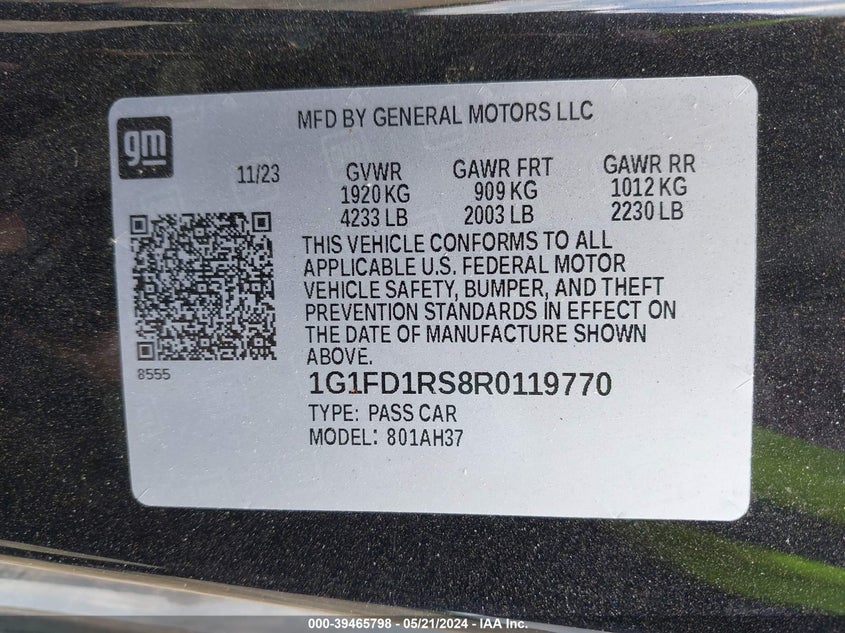 MFD BY GENERAL MOTORS LLC
gm
11/23 GVWR GAWR FRT GAWR RR
1920 KG 909 KG 1012 KG
4233 LB 2003 LB 2230 LB
THIS VEHICLE CONFORMS TO ALL
APPLICABLE U.S. FEDERAL MOTOR
VEHICLE SAFETY, BUMPER, AND THEFT
PREVENTION STANDARDS IN EFFECT ON
THE DATE OF MANUFACTURE SHOWN
ABOVE.
8555
1G1FD1RS8R0119770
TYPE: PASS CAR
MODEL: 801AH37
000-39465798 - 05/21/2024 - IAA Inc.